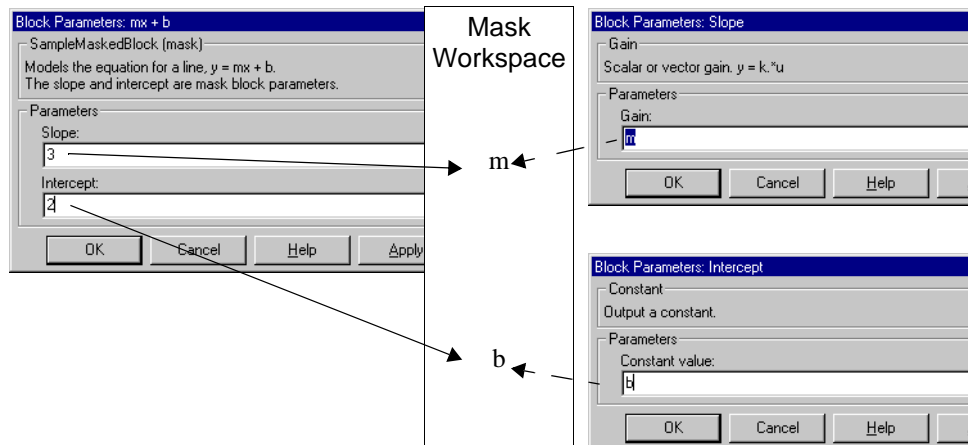 Block Parameters: mx + b
SampleMaskedBlock (mask)
Models the equation for a line, y = mx + b.
The slope and intercept are mask block parameters.
Parameters
Slope:
3
Intercept:
2
OK Cancel Help Apply
Mask
Workspace
m
b
Block Parameters: Slope
Gain
Scalar or vector gain. y = k.*u
Parameters
Gain:
m
OK Cancel Help
Block Parameters: Intercept
Constant
Output a constant.
Parameters
Constant value:
b
OK Cancel Help